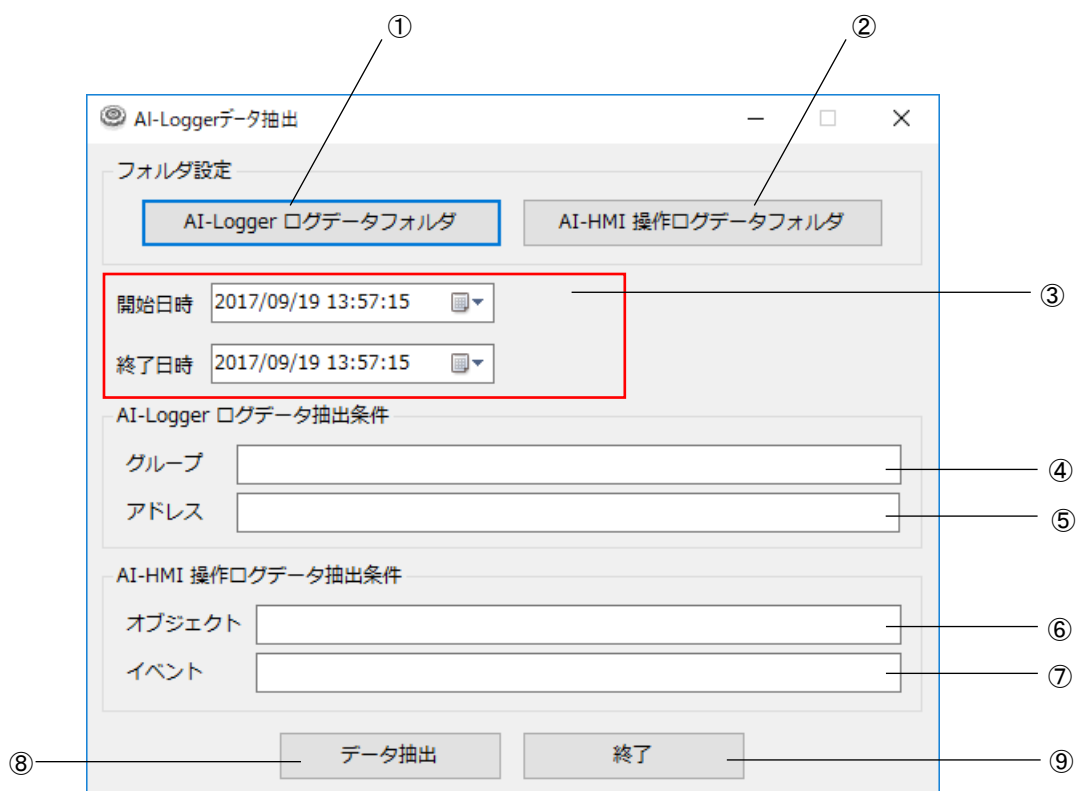 ① ②
AI-Loggerデータ抽出
フォルダ設定
AI-Logger ログデータフォルダ AI-HMI 操作ログデータフォルダ
開始日時 2017/09/19 13:57:15 ③
終了日時 2017/09/19 13:57:15
AI-Logger ログデータ抽出条件
グループ ④
アドレス ⑤
AI-HMI 操作ログデータ抽出条件
オブジェクト ⑥
イベント ⑦
⑧ データ抽出 終了 ⑨